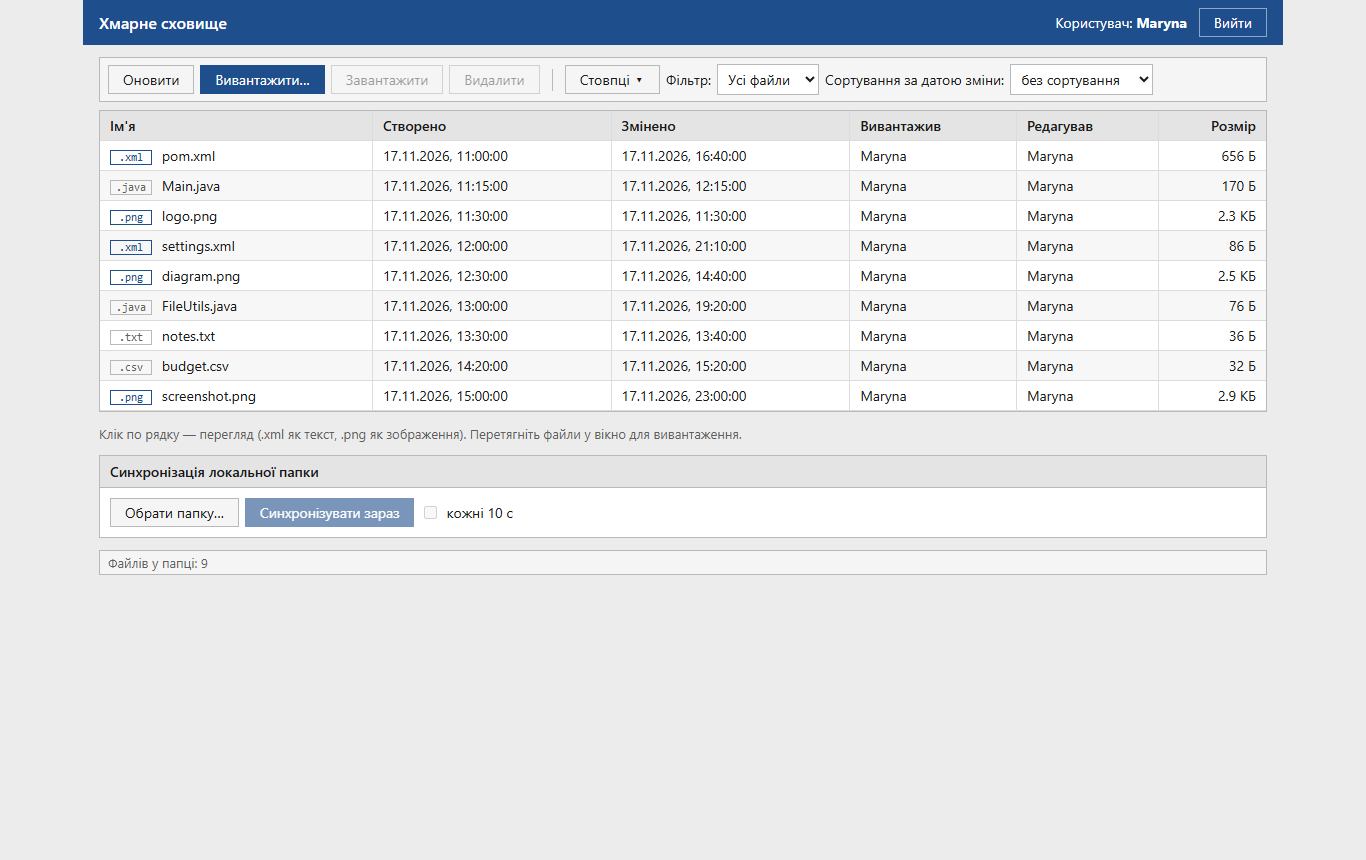 Хмарне сховище Користувач: Maryna Вийти
Оновити Вивантажити... Завантажити Видалити Стовпці ▾ Фільтр: Усі файли Сортування за датою зміни: без сортування
Ім'я Створено Змінено Вивантажив Редагував Розмір
.xml pom.xml 17.11.2026, 11:00:00 17.11.2026, 16:40:00 Maryna Maryna 656 Б
.java Main.java 17.11.2026, 11:15:00 17.11.2026, 12:15:00 Maryna Maryna 170 Б
.png logo.png 17.11.2026, 11:30:00 17.11.2026, 11:30:00 Maryna Maryna 2.3 КБ
.xml settings.xml 17.11.2026, 12:00:00 17.11.2026, 21:10:00 Maryna Maryna 86 Б
.png diagram.png 17.11.2026, 12:30:00 17.11.2026, 14:40:00 Maryna Maryna 2.5 КБ
.java FileUtils.java 17.11.2026, 13:00:00 17.11.2026, 19:20:00 Maryna Maryna 76 Б
.txt notes.txt 17.11.2026, 13:30:00 17.11.2026, 13:40:00 Maryna Maryna 36 Б
.csv budget.csv 17.11.2026, 14:20:00 17.11.2026, 15:20:00 Maryna Maryna 32 Б
.png screenshot.png 17.11.2026, 15:00:00 17.11.2026, 23:00:00 Maryna Maryna 2.9 КБ
Клік по рядку — перегляд (.xml як текст, .png як зображення). Перетягніть файли у вікно для вивантаження.
Синхронізація локальної папки
Обрати папку... Синхронізувати зараз кожні 10 с
Файлів у папці: 9